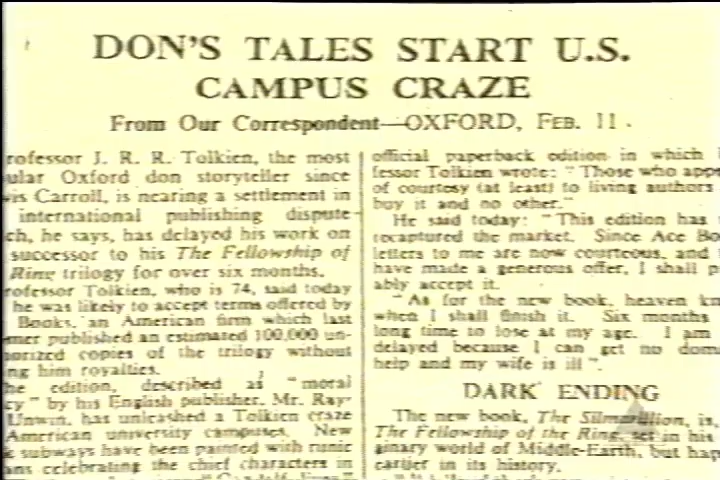 DON'S TALES START U.S.
CAMPUS CRAZE
From Our Correspondent—OXFORD, FEB. 11.
rofessor J. R. R. Tolkien, the most
ular Oxford don storyteller since
wis Carroll, is nearing a settlement in
international publishing dispute
ch, he says, has delayed his work on
successor to his The Fellowship of
Ring trilogy for over six months.
rofessor Tolkien, who is 74, said today
he was likely to accept terms offered by
Books, an American firm which last
mer published an estimated 100,000 un-
horized copies of the trilogy without
ng him royalties.
he edition, described as "moral
cy" by his English publisher, Mr. Ray-
Unwin, has unleashed a Tolkien craze
American university campuses. New
k subways have been painted with runic
ans celebrating the chief characters in
official paperback edition in which
fessor Tolkien wrote: "Those who app
of courtesy (at least) to living authors
buy it and no other."
He said today: "This edition has
recaptured the market. Since Ace Bo
letters to me are now courteous, and
have made a generous offer, I shall p
ably accept it.
"As for the new book, heaven kn
when I shall finish it. Six months
long time to lose at my age. I am
delayed because I can get no dom
help and my wife is ill".
DARK ENDING
The new book, The Silmarillion, is,
The Fellowship of the Ring, set in his
ginary world of Middle-Earth, but hap
earlier in its history.